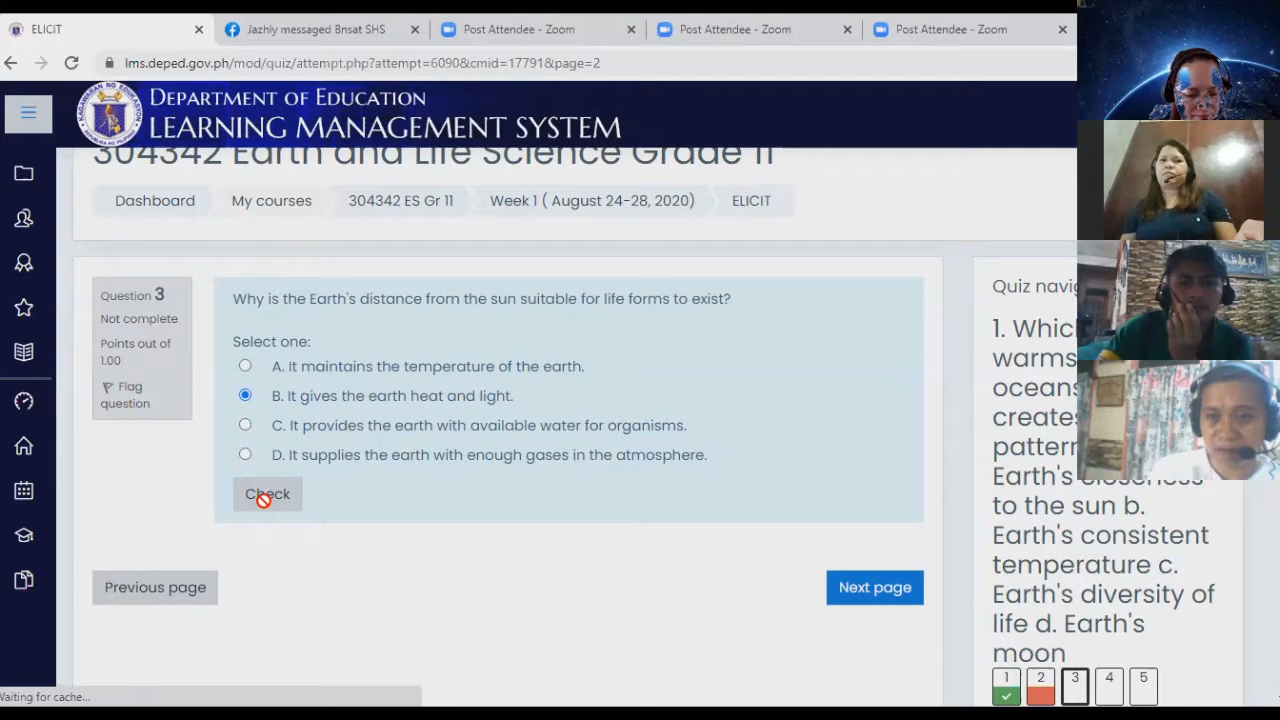 ELICIT
Jazhly messaged Bnsat SHS
Post Attendee - Zoom
Post Attendee - Zoom
Post Attendee - Zoom
lms.deped.gov.ph/mod/quiz/attempt.php?attempt=6090&cmid=17791&page=2
DEPARTMENT OF EDUCATION
LEARNING MANAGEMENT SYSTEM
304342 Earth and Life Science Grade 11
Dashboard
My courses
304342 ES Gr 11
Week 1 ( August 24-28, 2020)
ELICIT
Question 3
Not complete
Points out of
1.00
Flag
question
Why is the Earth's distance from the sun suitable for life forms to exist?
Select one:
A. It maintains the temperature of the earth.
B. It gives the earth heat and light.
C. It provides the earth with available water for organisms.
D. It supplies the earth with enough gases in the atmosphere.
Check
Previous page
Next page
Quiz navig
1. Which
warms
oceans
creates
pattern
Earth's closeness
to the sun b.
Earth's consistent
temperature c.
Earth's diversity of
life d. Earth's
moon
1 2 3 4 5
Waiting for cache...